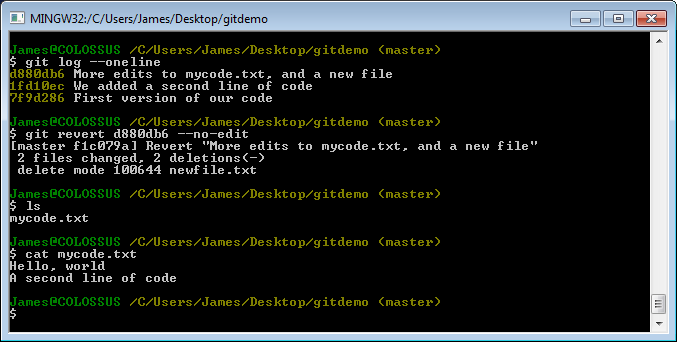 MINGW32:/C/Users/James/Desktop/gitdemo
James@COLOSSUS /C/Users/James/Desktop/gitdemo (master)
$ git log --oneline
d880db6 More edits to mycode.txt, and a new file
1fd10ec We added a second line of code
7f9d286 First version of our code
James@COLOSSUS /C/Users/James/Desktop/gitdemo (master)
$ git revert d880db6 --no-edit
[master f1c079a] Revert "More edits to mycode.txt, and a new file"
2 files changed, 2 deletions(-)
delete mode 100644 newfile.txt
James@COLOSSUS /C/Users/James/Desktop/gitdemo (master)
$ ls
mycode.txt
James@COLOSSUS /C/Users/James/Desktop/gitdemo (master)
$ cat mycode.txt
Hello, world
A second line of code
James@COLOSSUS /C/Users/James/Desktop/gitdemo (master)
$